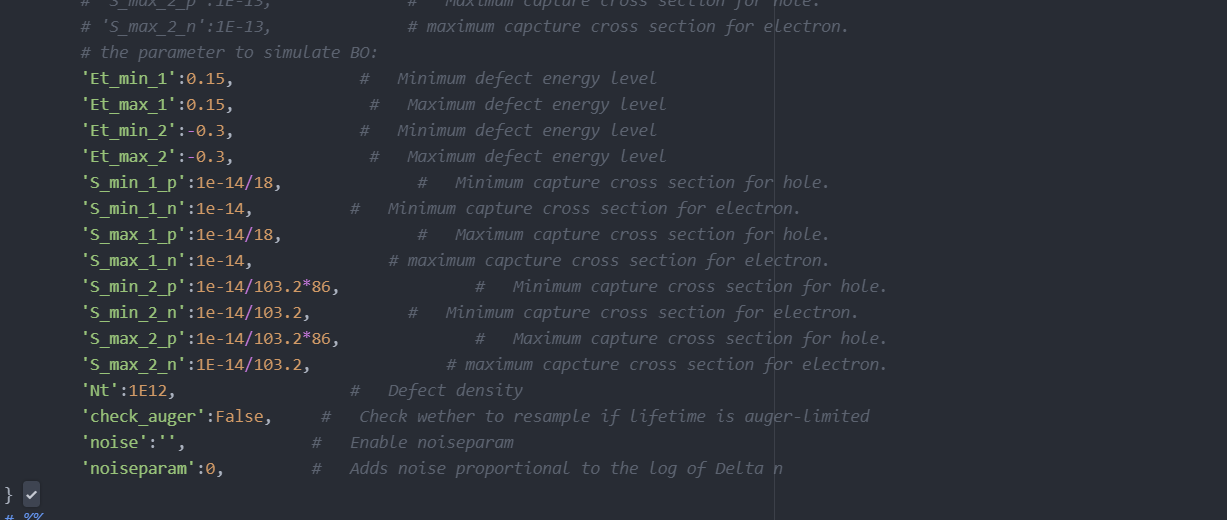 # 'S_max_2_p':1E-13, # Maximum capture cross section for hole.
# 'S_max_2_n':1E-13, # maximum capcture cross section for electron.
# the parameter to simulate BO:
'Et_min_1':0.15, # Minimum defect energy level
'Et_max_1':0.15, # Maximum defect energy level
'Et_min_2':-0.3, # Minimum defect energy level
'Et_max_2':-0.3, # Maximum defect energy level
'S_min_1_p':1e-14/18, # Minimum capture cross section for hole.
'S_min_1_n':1e-14, # Minimum capture cross section for electron.
'S_max_1_p':1e-14/18, # Maximum capture cross section for hole.
'S_max_1_n':1e-14, # maximum capcture cross section for electron.
'S_min_2_p':1e-14/103.2*86, # Minimum capture cross section for hole.
'S_min_2_n':1e-14/103.2, # Minimum capture cross section for electron.
'S_max_2_p':1e-14/103.2*86, # Maximum capture cross section for hole.
'S_max_2_n':1E-14/103.2, # maximum capcture cross section for electron.
'Nt':1E12, # Defect density
'check_auger':False, # Check wether to resample if lifetime is auger-limited
'noise':'', # Enable noiseparam
'noiseparam':0, # Adds noise proportional to the log of Delta n
}
# %%